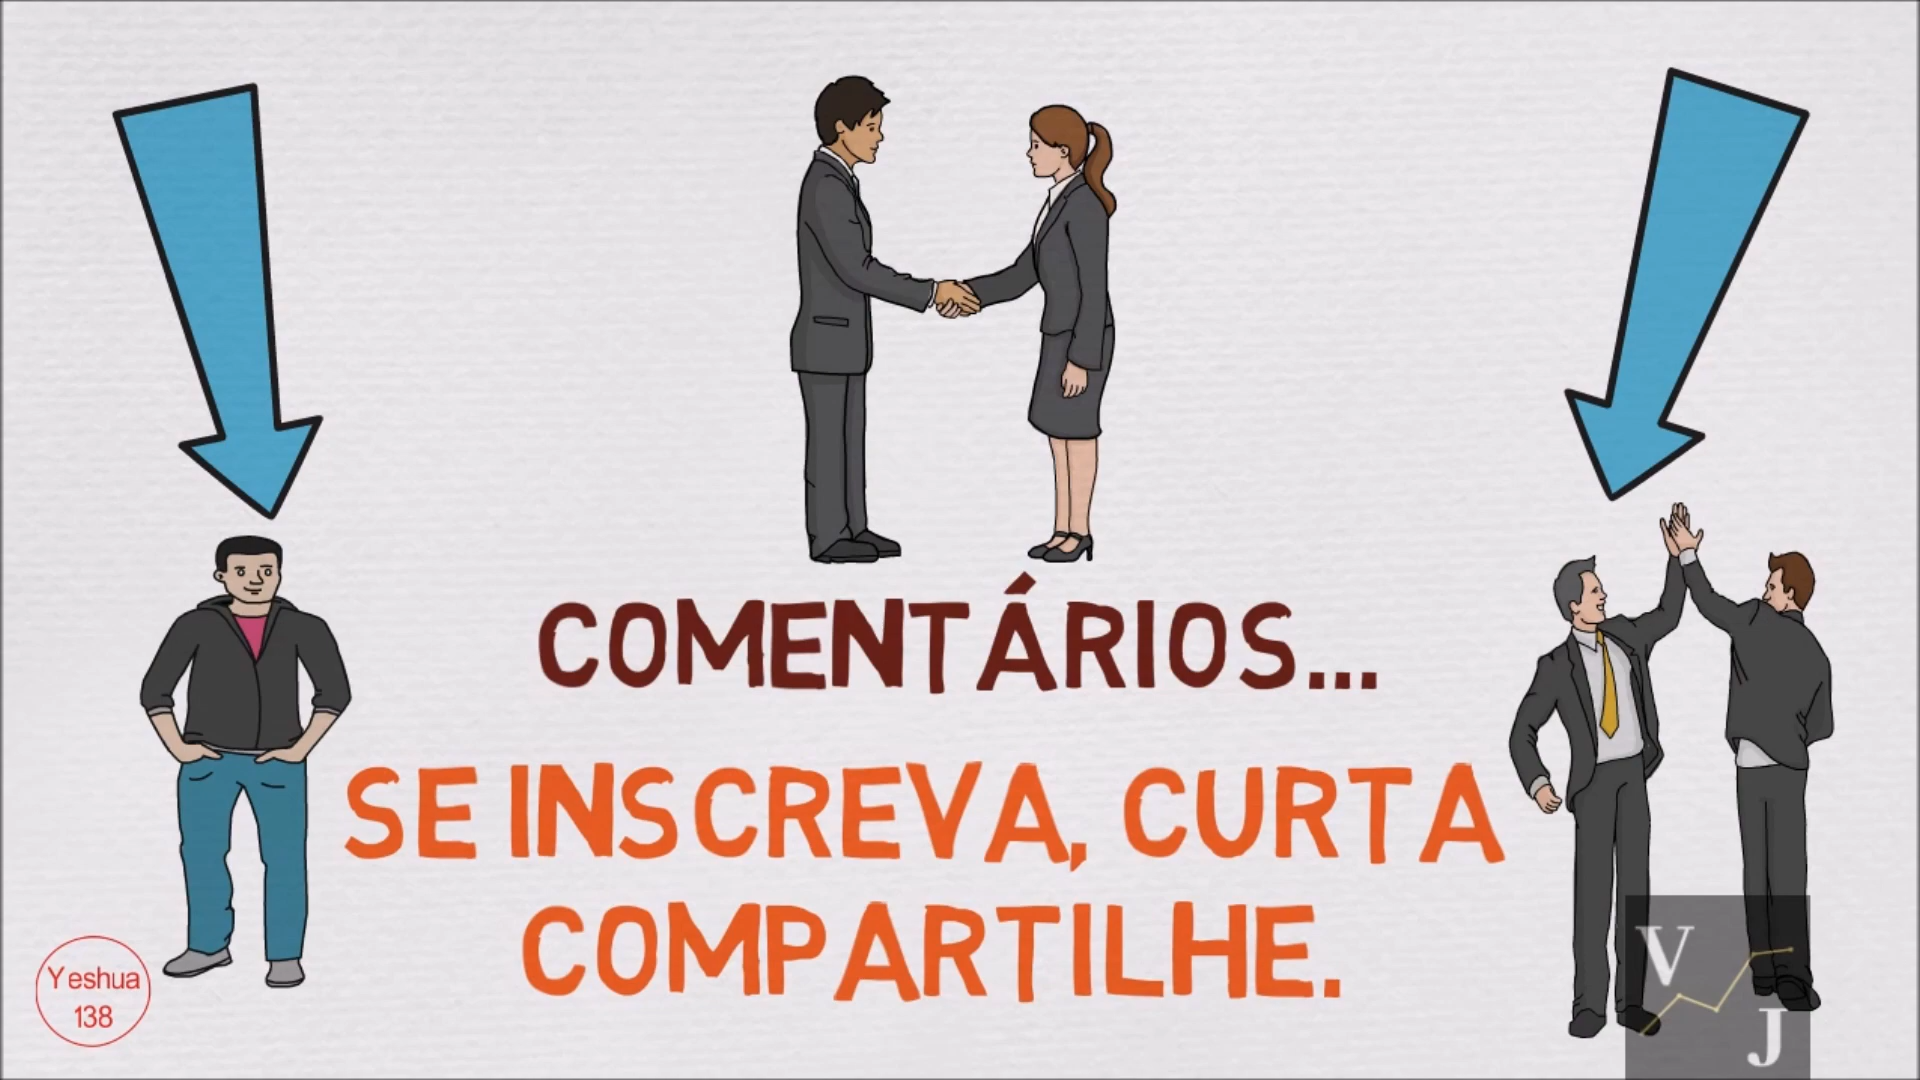 COMENTÁRIOS...
SE INSCREVA, CURTA
COMPARTILHE.
Yeshua
138
V
J